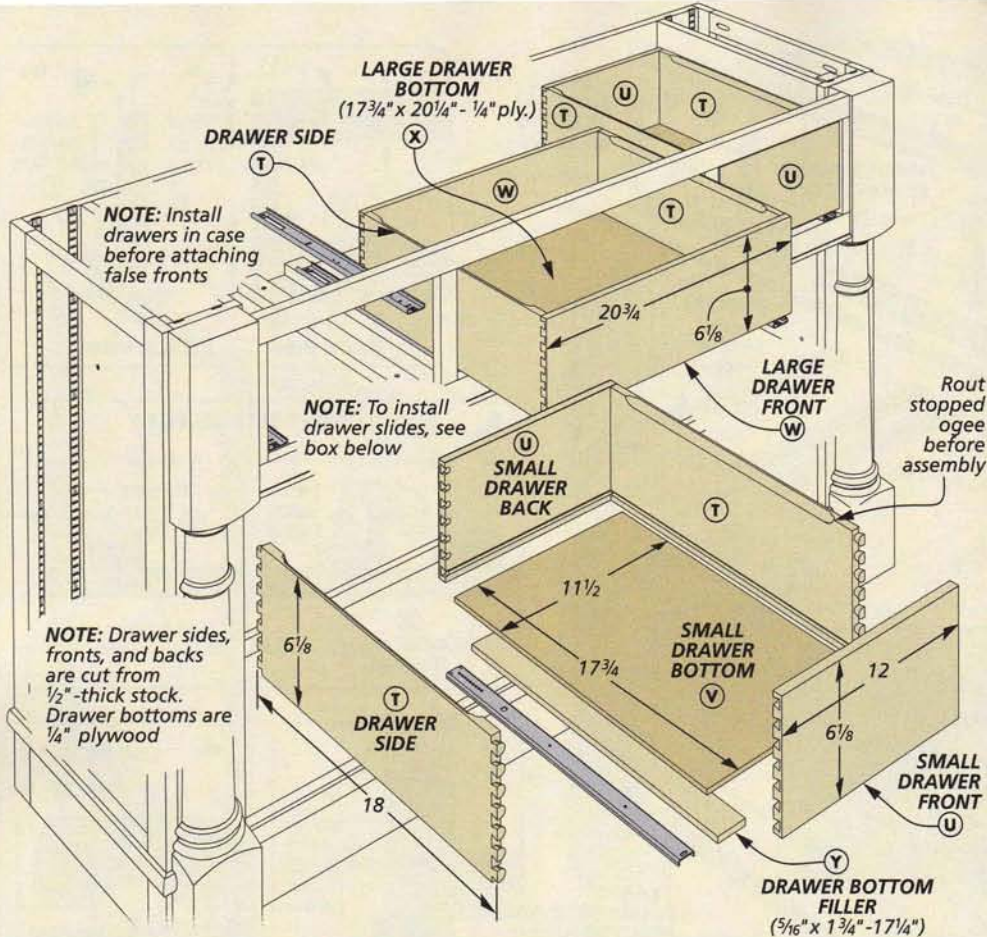 LARGE DRAWER
BOTTOM
(17¾" x 20¼" - ¼" ply.)
X
DRAWER SIDE
T
NOTE: Install
drawers in case
before attaching
false fronts
U
T
T
U
W
T
20¾
6⅛
LARGE
DRAWER
FRONT
W
NOTE: To install
drawer slides, see
box below
Rout
stopped
ogee
before
assembly
U
SMALL
DRAWER
BACK
T
NOTE: Drawer sides,
fronts, and backs
are cut from
½"-thick stock.
Drawer bottoms are
¼" plywood
6⅛
T
DRAWER
SIDE
18
11½
17¾
SMALL
DRAWER
BOTTOM
V
12
6⅛
SMALL
DRAWER
FRONT
U
Y
DRAWER BOTTOM
FILLER
(5/16" x 1¾" - 17¼")